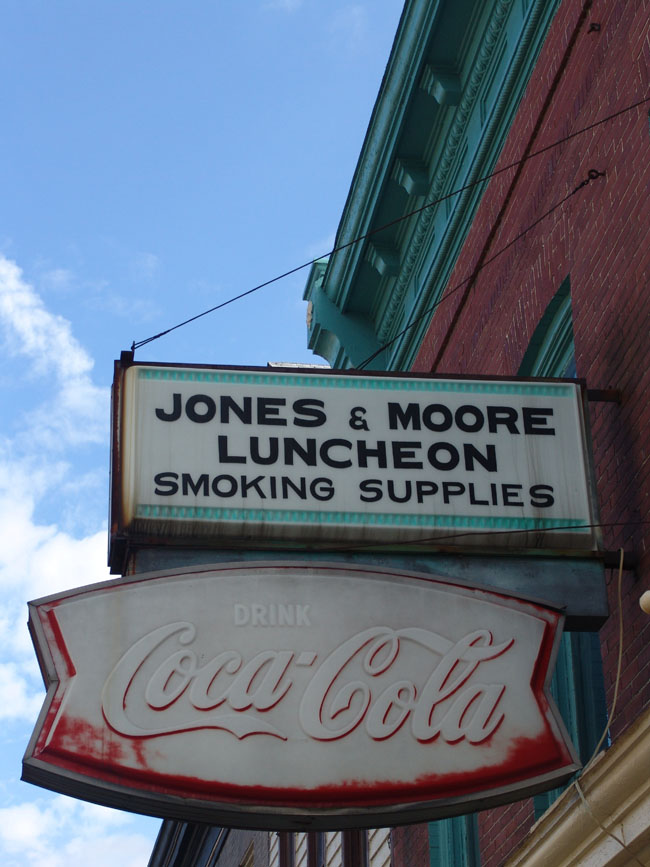 JONES & MOORE
LUNCHEON
SMOKING SUPPLIES
DRINK
Coca-Cola